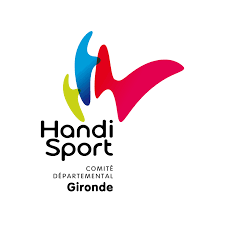 Handi
Sport
COMITÉ
DÉPARTEMENTAL
Gironde